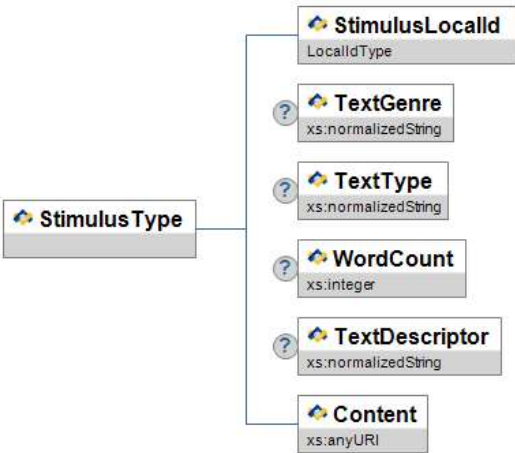 StimulusLocalId
LocalIdType
?
TextGenre
xs:normalizedString
?
TextType
xs:normalizedString
StimulusType
?
WordCount
xs:integer
?
TextDescriptor
xs:normalizedString
Content
xs:anyURI